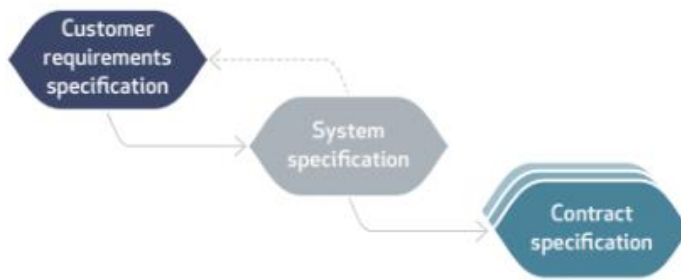 Customer
requirements
specification
System
specification
Contract
specification